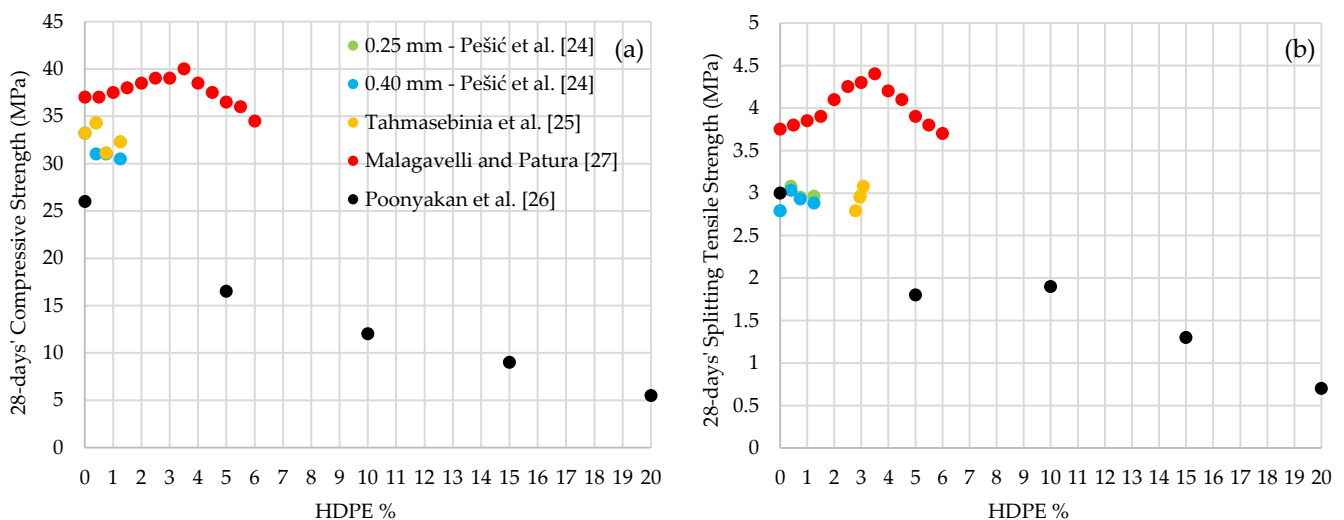 28-days' Compressive Strength (MPa)
45
40
35
30
25
20
15
10
5
0
(a)
0.25 mm - Pešić et al. [24]
0.40 mm - Pešić et al. [24]
Tahmasebinia et al. [25]
Malagavelli and Patura [27]
Poonyakan et al. [26]
0 1 2 3 4 5 6 7 8 9 10 11 12 13 14 15 16 17 18 19 20
HDPE %
28-days' Splitting Tensile Strength (MPa)
5
4.5
4
3.5
3
2.5
2
1.5
1
0.5
0
(b)
0 1 2 3 4 5 6 7 8 9 10 11 12 13 14 15 16 17 18 19 20
HDPE %